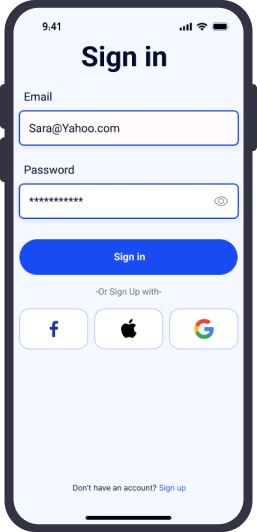 9:41
Sign in
Email
Sara@Yahoo.com
Password
***********
Sign in
-Or Sign Up with-
Don't have an account? Sign up